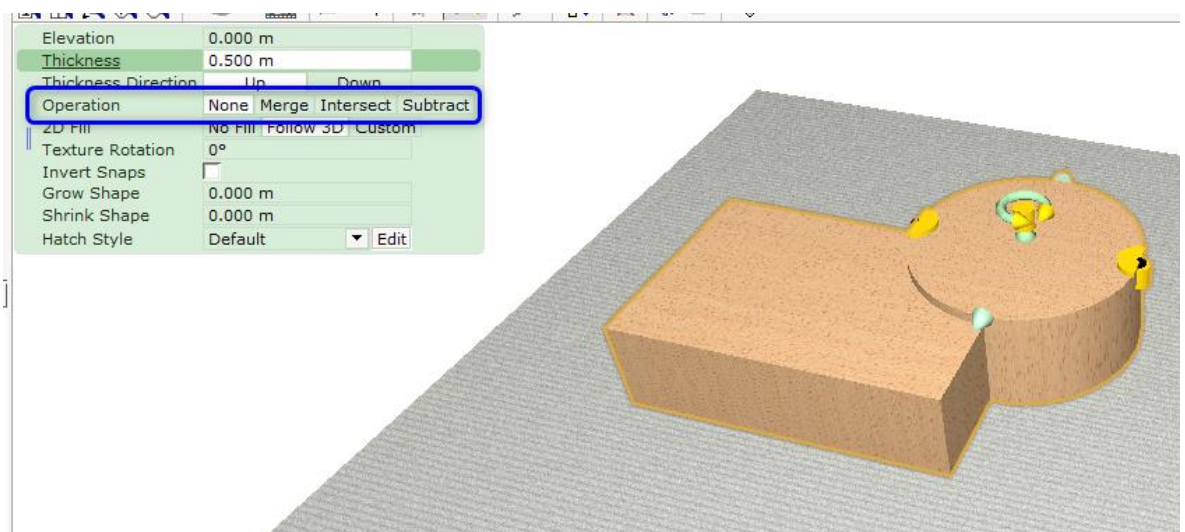 Elevation 0.000 m
Thickness 0.500 m
Thickness Direction Up Down
Operation None Merge Intersect Subtract
2D Fill No Fill Follow 3D Custom
Texture Rotation 0°
Invert Snaps
Grow Shape 0.000 m
Shrink Shape 0.000 m
Hatch Style Default Edit